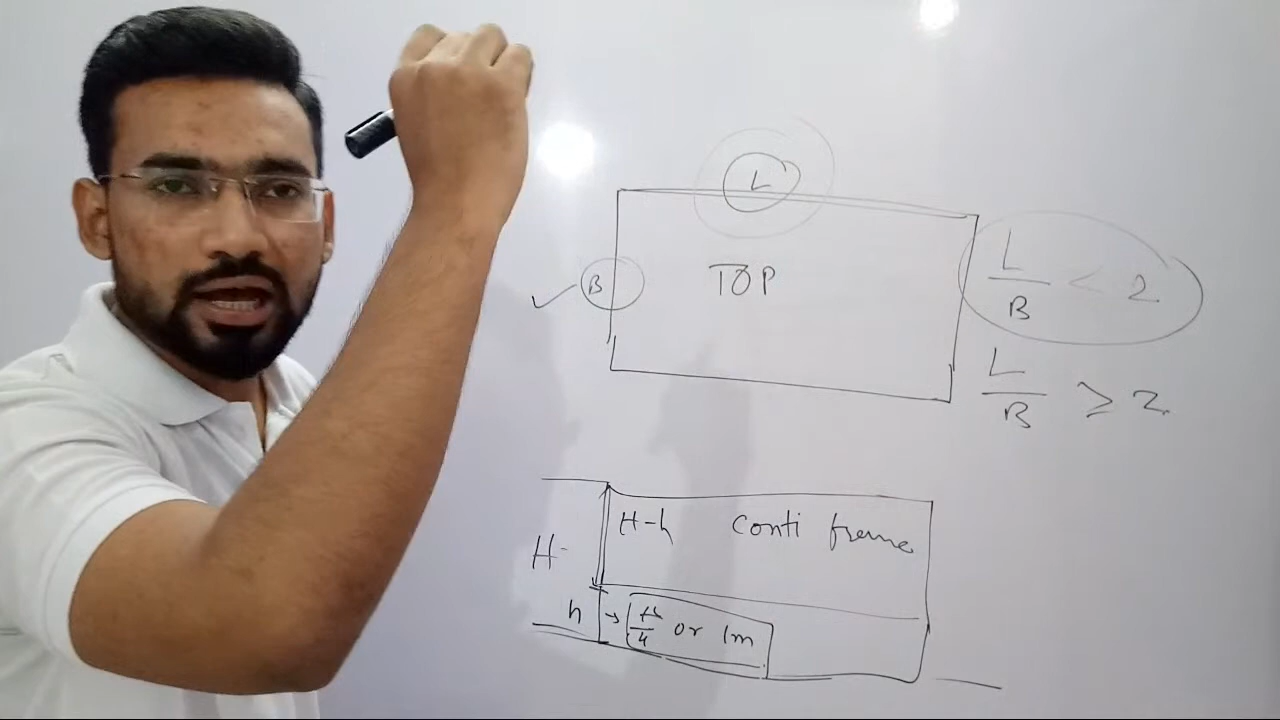 L
B
TOP
L
B < 2
L
B ≥ 2
H-h conti frame
H
h → H/4 or 1m